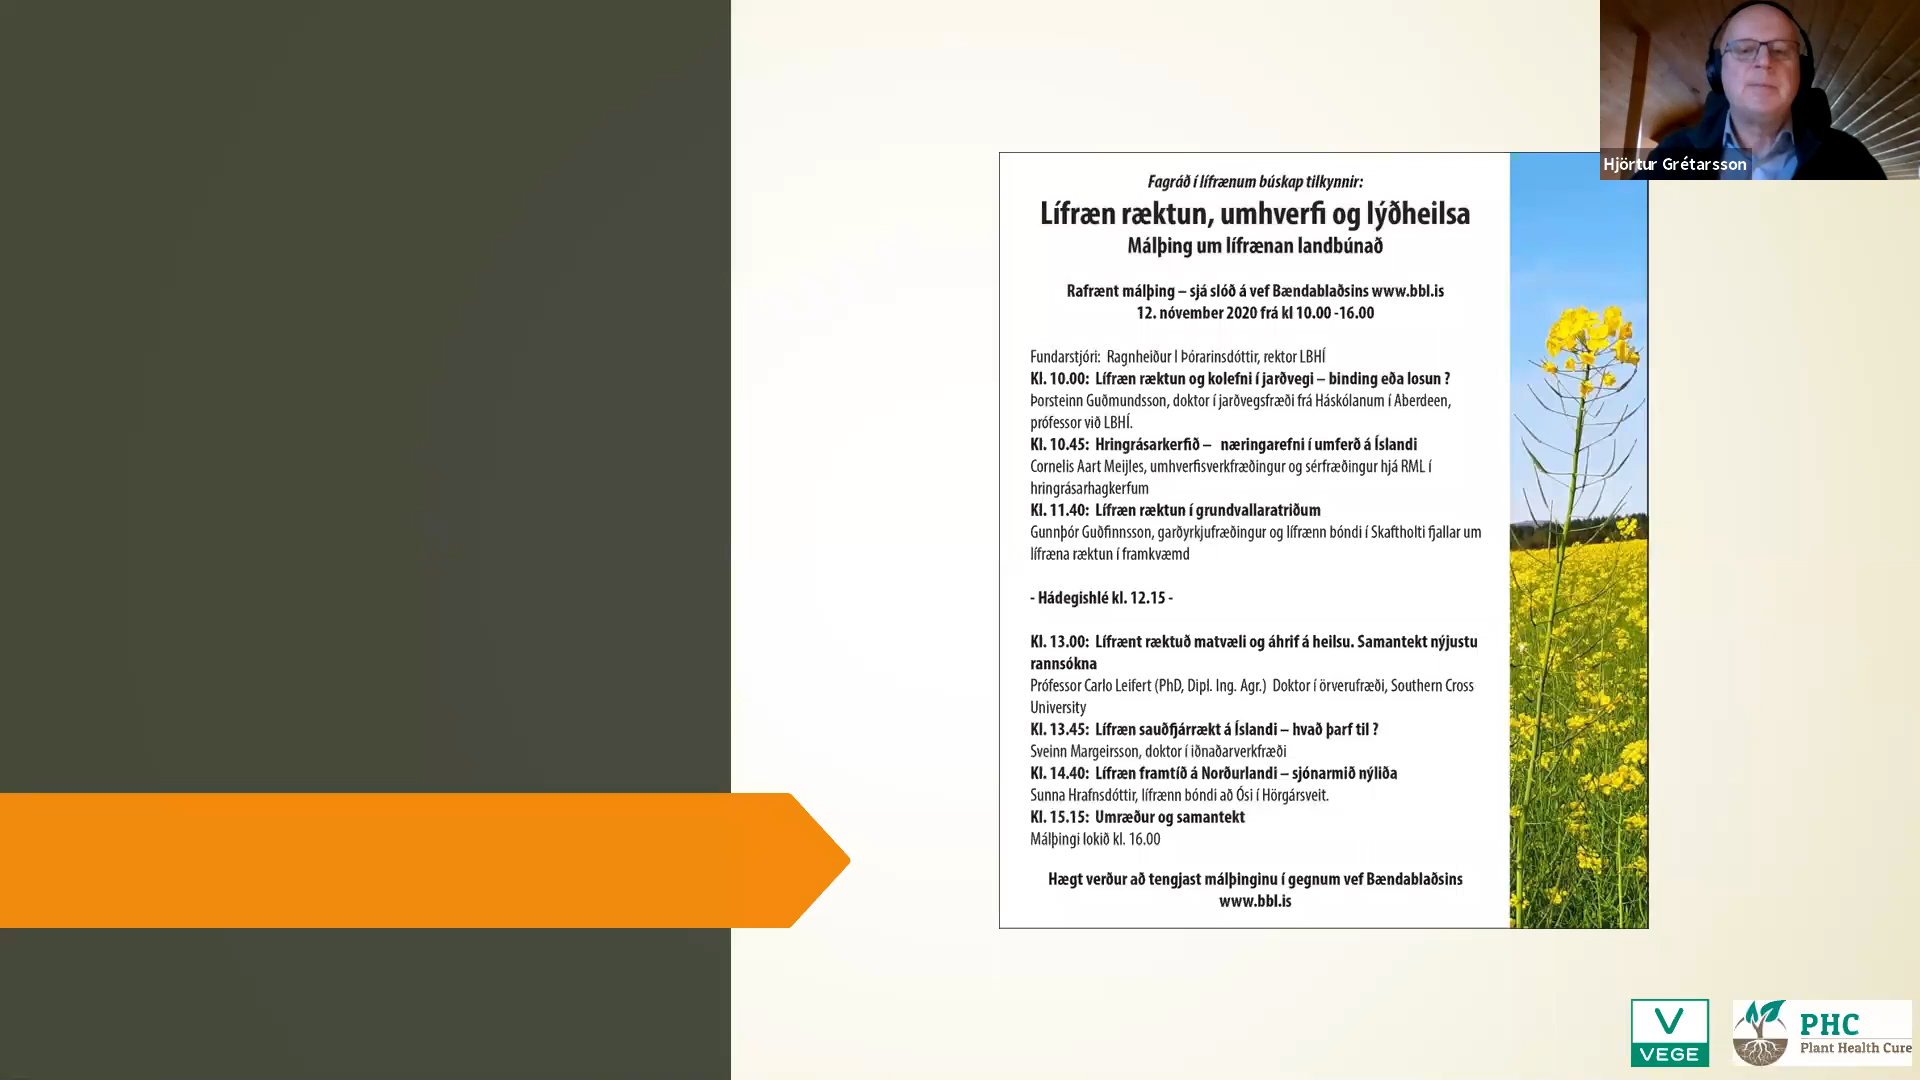 Hjörtur Grétarsson
Fagráð í lífrænum búskap tilkynnir:
Lífræn ræktun, umhverfi og lýðheilsa
Málþing um lífrænan landbúnað
Rafrænt málþing – sjá slóð á vef Bændablaðsins www.bbl.is
12. nóvember 2020 frá kl 10.00 -16.00
Fundarstjóri: Ragnheiður I Þórarinsdóttir, rektor LBHÍ
Kl. 10.00: Lífræn ræktun og kolefni í jarðvegi – binding eða losun ?
Þorsteinn Guðmundsson, doktor í jarðvegsfræði frá Háskólanum í Aberdeen,
prófessor við LBHÍ.
Kl. 10.45: Hringrásarkerfið – næringarefni í umferð á Íslandi
Cornelis Aart Meijles, umhverfisverkfræðingur og sérfræðingur hjá RML í
hringrásarhagkerfum
Kl. 11.40: Lífræn ræktun í grundvallaratriðum
Gunnþór Guðfinnsson, garðyrkjufræðingur og lífrænn bóndi í Skaftholti fjallar um
lífræna ræktun í framkvæmd
- Hádegishlé kl. 12.15 -
Kl. 13.00: Lífrænt ræktuð matvæli og áhrif á heilsu. Samantekt nýjustu
rannsókna
Prófessor Carlo Leifert (PhD, Dipl. Ing. Agr.) Doktor í örverufræði, Southern Cross
University
Kl. 13.45: Lífræn sauðfjárrækt á Íslandi – hvað þarf til ?
Sveinn Margeirsson, doktor í iðnaðarverkfræði
Kl. 14.40: Lífræn framtíð á Norðurlandi – sjónarmið nýliða
Sunna Hrafnsdóttir, lífrænn bóndi að Ósi í Hörgársveit.
Kl. 15.15: Umræður og samantekt
Málþingi lokið kl. 16.00
Hægt verður að tengjast málþinginu í gegnum vef Bændablaðsins
www.bbl.is
V
VEGE
PHC
Plant Health Cure